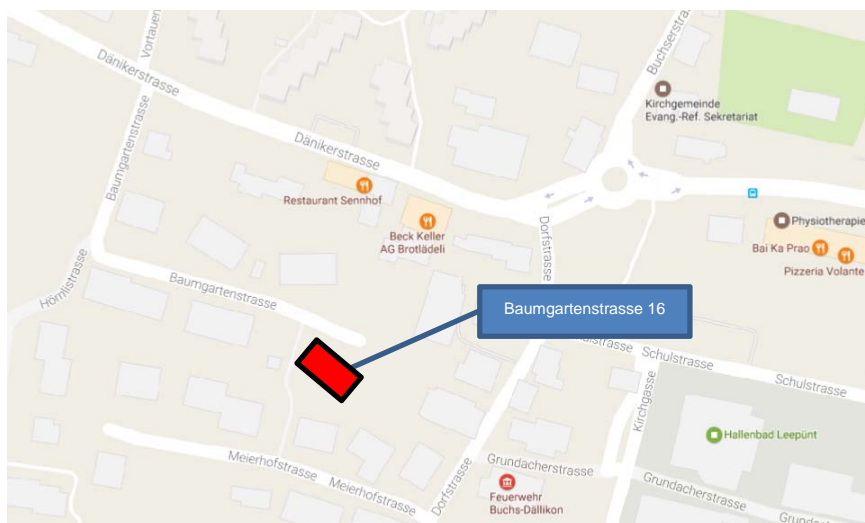 Vortauen
Dänikerstrasse
Buchserstrasse
Kirchgemeinde
Evang.-Ref. Sekretariat
Baumgartenstrasse
Dänikerstrasse
Restaurant Sennhof
Beck Keller
AG Brotlädeli
Dorfstrasse
Physiotherapie
Bai Ka Prao
Pizzeria Volante
Hörnlistrasse
Baumgartenstrasse
Baumgartenstrasse 16
Schulstrasse
Schulstrasse
Kirchgasse
Hallenbad Leepünt
Meierhofstrasse
Meierhofstrasse
Dorfstrasse
Grundacherstrasse
Grundacherstrasse
Feuerwehr
Buchs-Dällikon